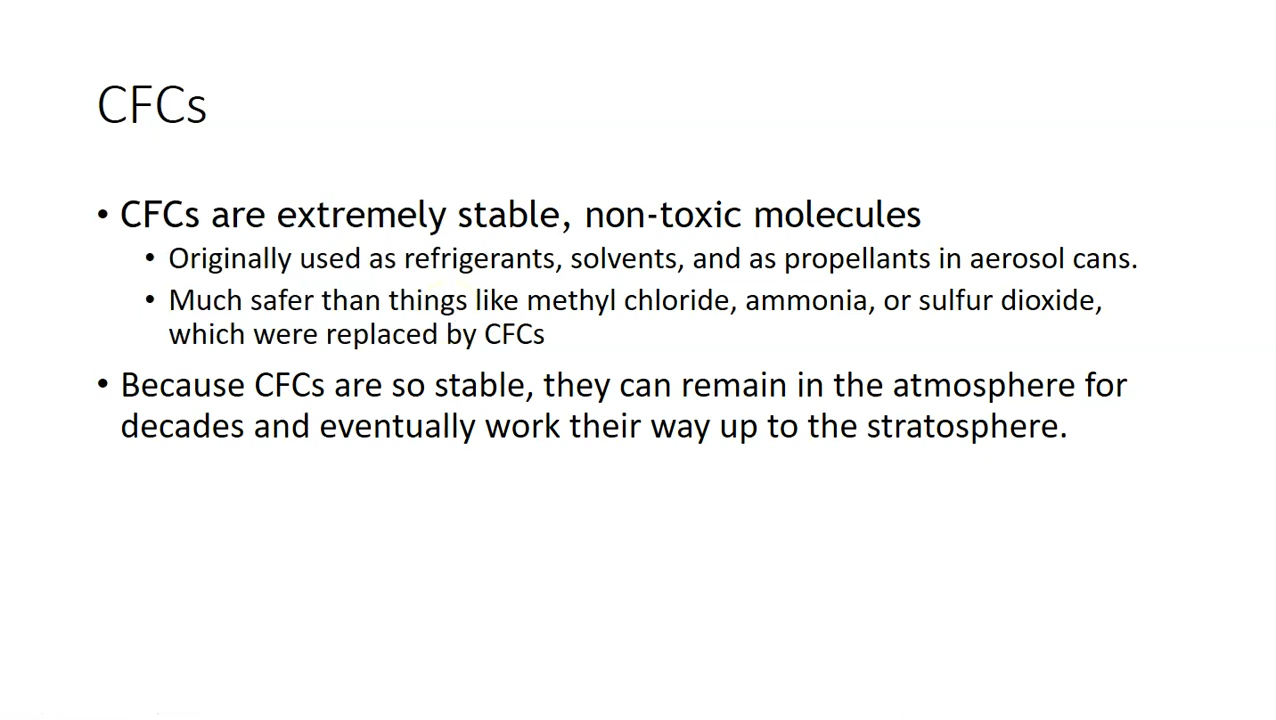 CFCs
• CFCs are extremely stable, non-toxic molecules
• Originally used as refrigerants, solvents, and as propellants in aerosol cans.
• Much safer than things like methyl chloride, ammonia, or sulfur dioxide,
which were replaced by CFCs
• Because CFCs are so stable, they can remain in the atmosphere for
decades and eventually work their way up to the stratosphere.